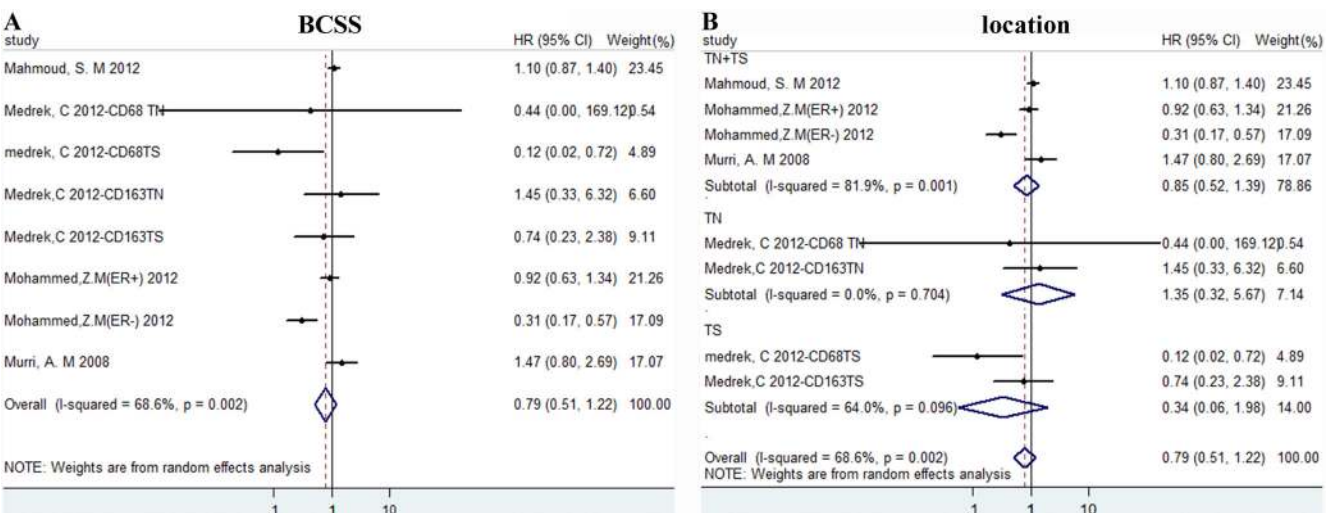 A BCSS
study HR (95% CI) Weight(%)
Mahmoud, S. M 2012 1.10 (0.87, 1.40) 23.45
Medrek, C 2012-CD68 TN 0.44 (0.00, 169.12)0.54
medrek, C 2012-CD68TS 0.12 (0.02, 0.72) 4.89
Medrek,C 2012-CD163TN 1.45 (0.33, 6.32) 6.60
Medrek,C 2012-CD163TS 0.74 (0.23, 2.38) 9.11
Mohammed,Z.M(ER+) 2012 0.92 (0.63, 1.34) 21.26
Mohammed,Z.M(ER-) 2012 0.31 (0.17, 0.57) 17.09
Murri, A. M 2008 1.47 (0.80, 2.69) 17.07
Overall (I-squared = 68.6%, p = 0.002) 0.79 (0.51, 1.22) 100.00
NOTE: Weights are from random effects analysis
.1 1 10
B location
study HR (95% CI) Weight(%)
TN+TS
Mahmoud, S. M 2012 1.10 (0.87, 1.40) 23.45
Mohammed,Z.M(ER+) 2012 0.92 (0.63, 1.34) 21.26
Mohammed,Z.M(ER-) 2012 0.31 (0.17, 0.57) 17.09
Murri, A. M 2008 1.47 (0.80, 2.69) 17.07
Subtotal (I-squared = 81.9%, p = 0.001) 0.85 (0.52, 1.39) 78.86
.
TN
Medrek, C 2012-CD68 TN 0.44 (0.00, 169.12)0.54
Medrek,C 2012-CD163TN 1.45 (0.33, 6.32) 6.60
Subtotal (I-squared = 0.0%, p = 0.704) 1.35 (0.32, 5.67) 7.14
.
TS
medrek, C 2012-CD68TS 0.12 (0.02, 0.72) 4.89
Medrek,C 2012-CD163TS 0.74 (0.23, 2.38) 9.11
Subtotal (I-squared = 64.0%, p = 0.096) 0.34 (0.06, 1.98) 14.00
.
Overall (I-squared = 68.6%, p = 0.002) 0.79 (0.51, 1.22) 100.00
NOTE: Weights are from random effects analysis
.1 1 10